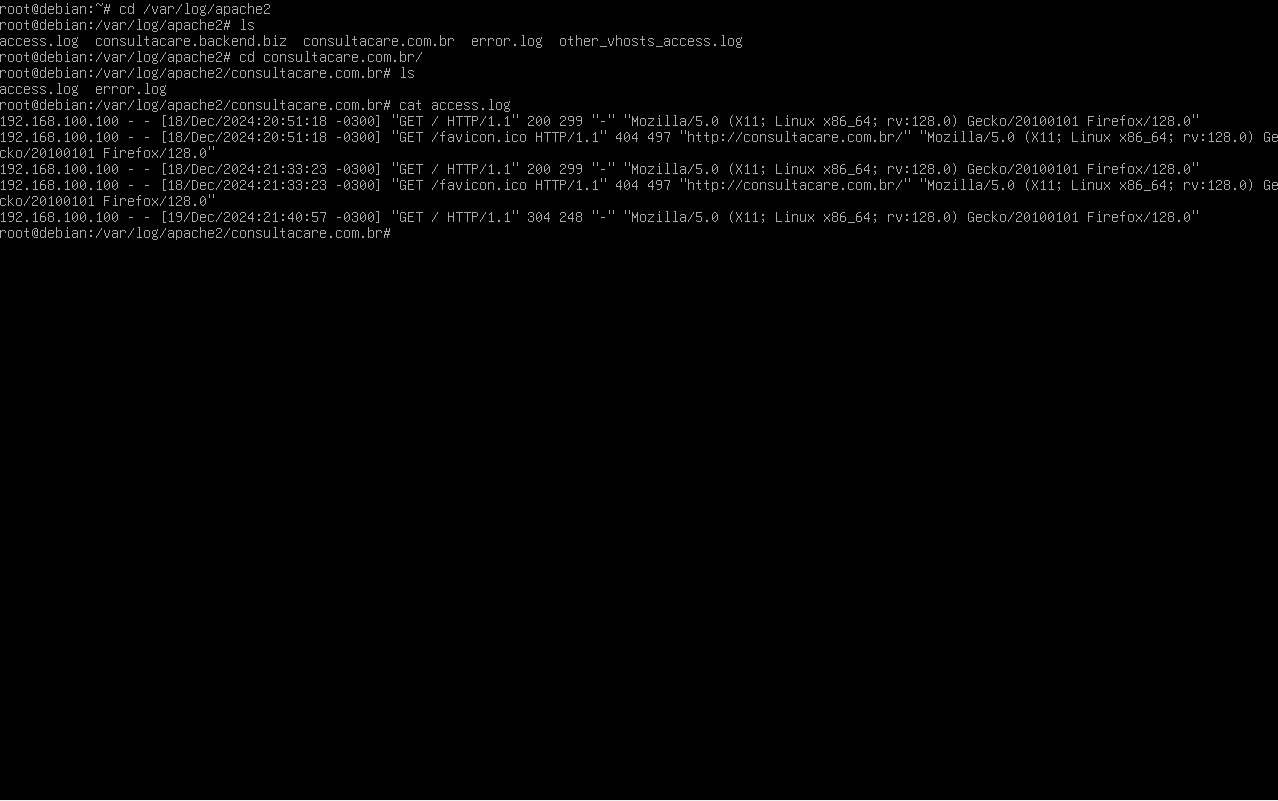 root@debian:~# cd /var/log/apache2
root@debian:/var/log/apache2# ls
access.log  consultacare.backend.biz  consultacare.com.br  error.log  other_vhosts_access.log
root@debian:/var/log/apache2# cd consultacare.com.br/
root@debian:/var/log/apache2/consultacare.com.br# ls
access.log  error.log
root@debian:/var/log/apache2/consultacare.com.br# cat access.log
192.168.100.100 - - [18/Dec/2024:20:51:18 -0300] "GET / HTTP/1.1" 200 299 "-" "Mozilla/5.0 (X11; Linux x86_64; rv:128.0) Gecko/20100101 Firefox/128.0"
192.168.100.100 - - [18/Dec/2024:20:51:18 -0300] "GET /favicon.ico HTTP/1.1" 404 497 "http://consultacare.com.br/" "Mozilla/5.0 (X11; Linux x86_64; rv:128.0) Ge
cko/20100101 Firefox/128.0"
192.168.100.100 - - [18/Dec/2024:21:33:23 -0300] "GET / HTTP/1.1" 200 299 "-" "Mozilla/5.0 (X11; Linux x86_64; rv:128.0) Gecko/20100101 Firefox/128.0"
192.168.100.100 - - [18/Dec/2024:21:33:23 -0300] "GET /favicon.ico HTTP/1.1" 404 497 "http://consultacare.com.br/" "Mozilla/5.0 (X11; Linux x86_64; rv:128.0) Ge
cko/20100101 Firefox/128.0"
192.168.100.100 - - [19/Dec/2024:21:40:57 -0300] "GET / HTTP/1.1" 304 248 "-" "Mozilla/5.0 (X11; Linux x86_64; rv:128.0) Gecko/20100101 Firefox/128.0"
root@debian:/var/log/apache2/consultacare.com.br#